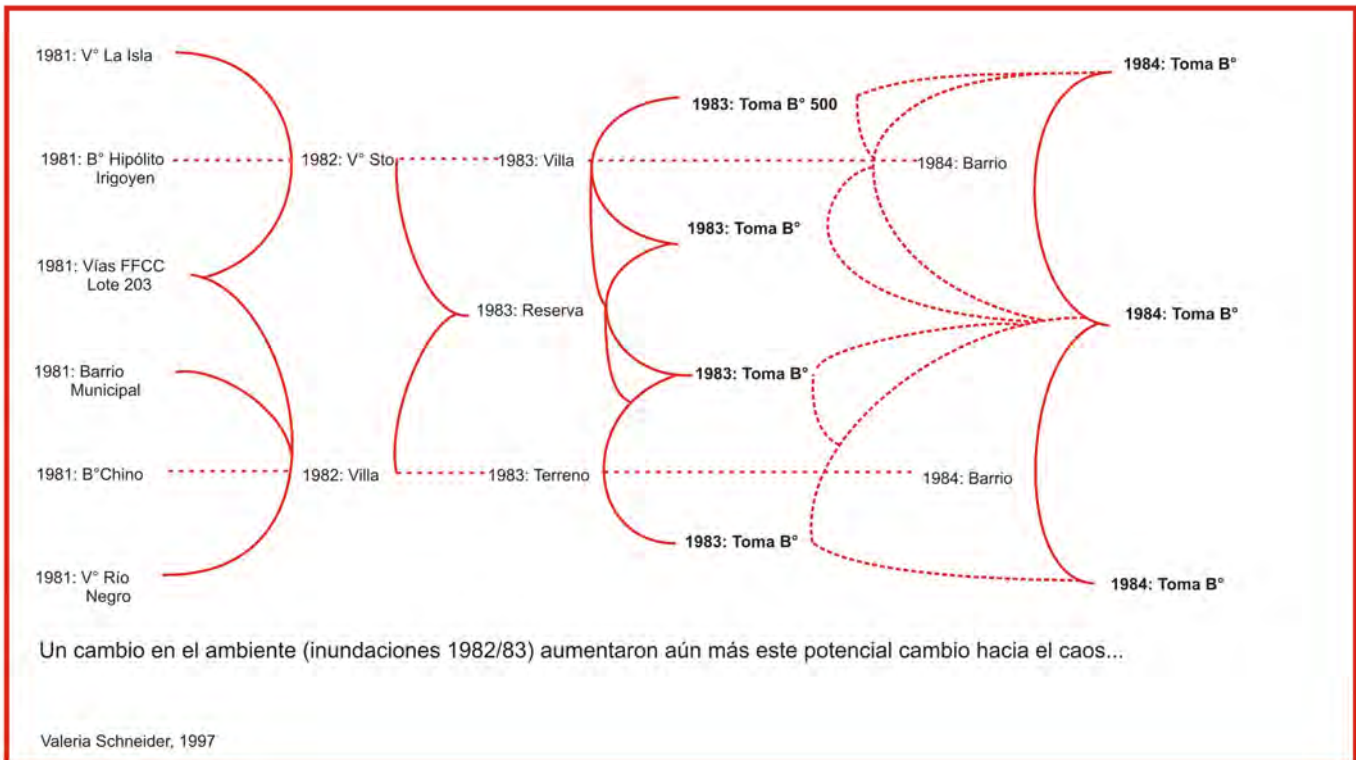 1981: V° La Isla
1981: B° Hipólito
Irigoyen
1981: Vías FFCC
Lote 203
1981: Barrio
Municipal
1981: B°Chino
1981: V° Río
Negro
1982: V° Sto
1982: Villa
1983: Villa
1983: Reserva
1983: Terreno
1983: Toma B° 500
1983: Toma B°
1983: Toma B°
1983: Toma B°
1984: Barrio
1984: Barrio
1984: Toma B°
1984: Toma B°
1984: Toma B°
Un cambio en el ambiente (inundaciones 1982/83) aumentaron aún más este potencial cambio hacia el caos...
Valeria Schneider, 1997